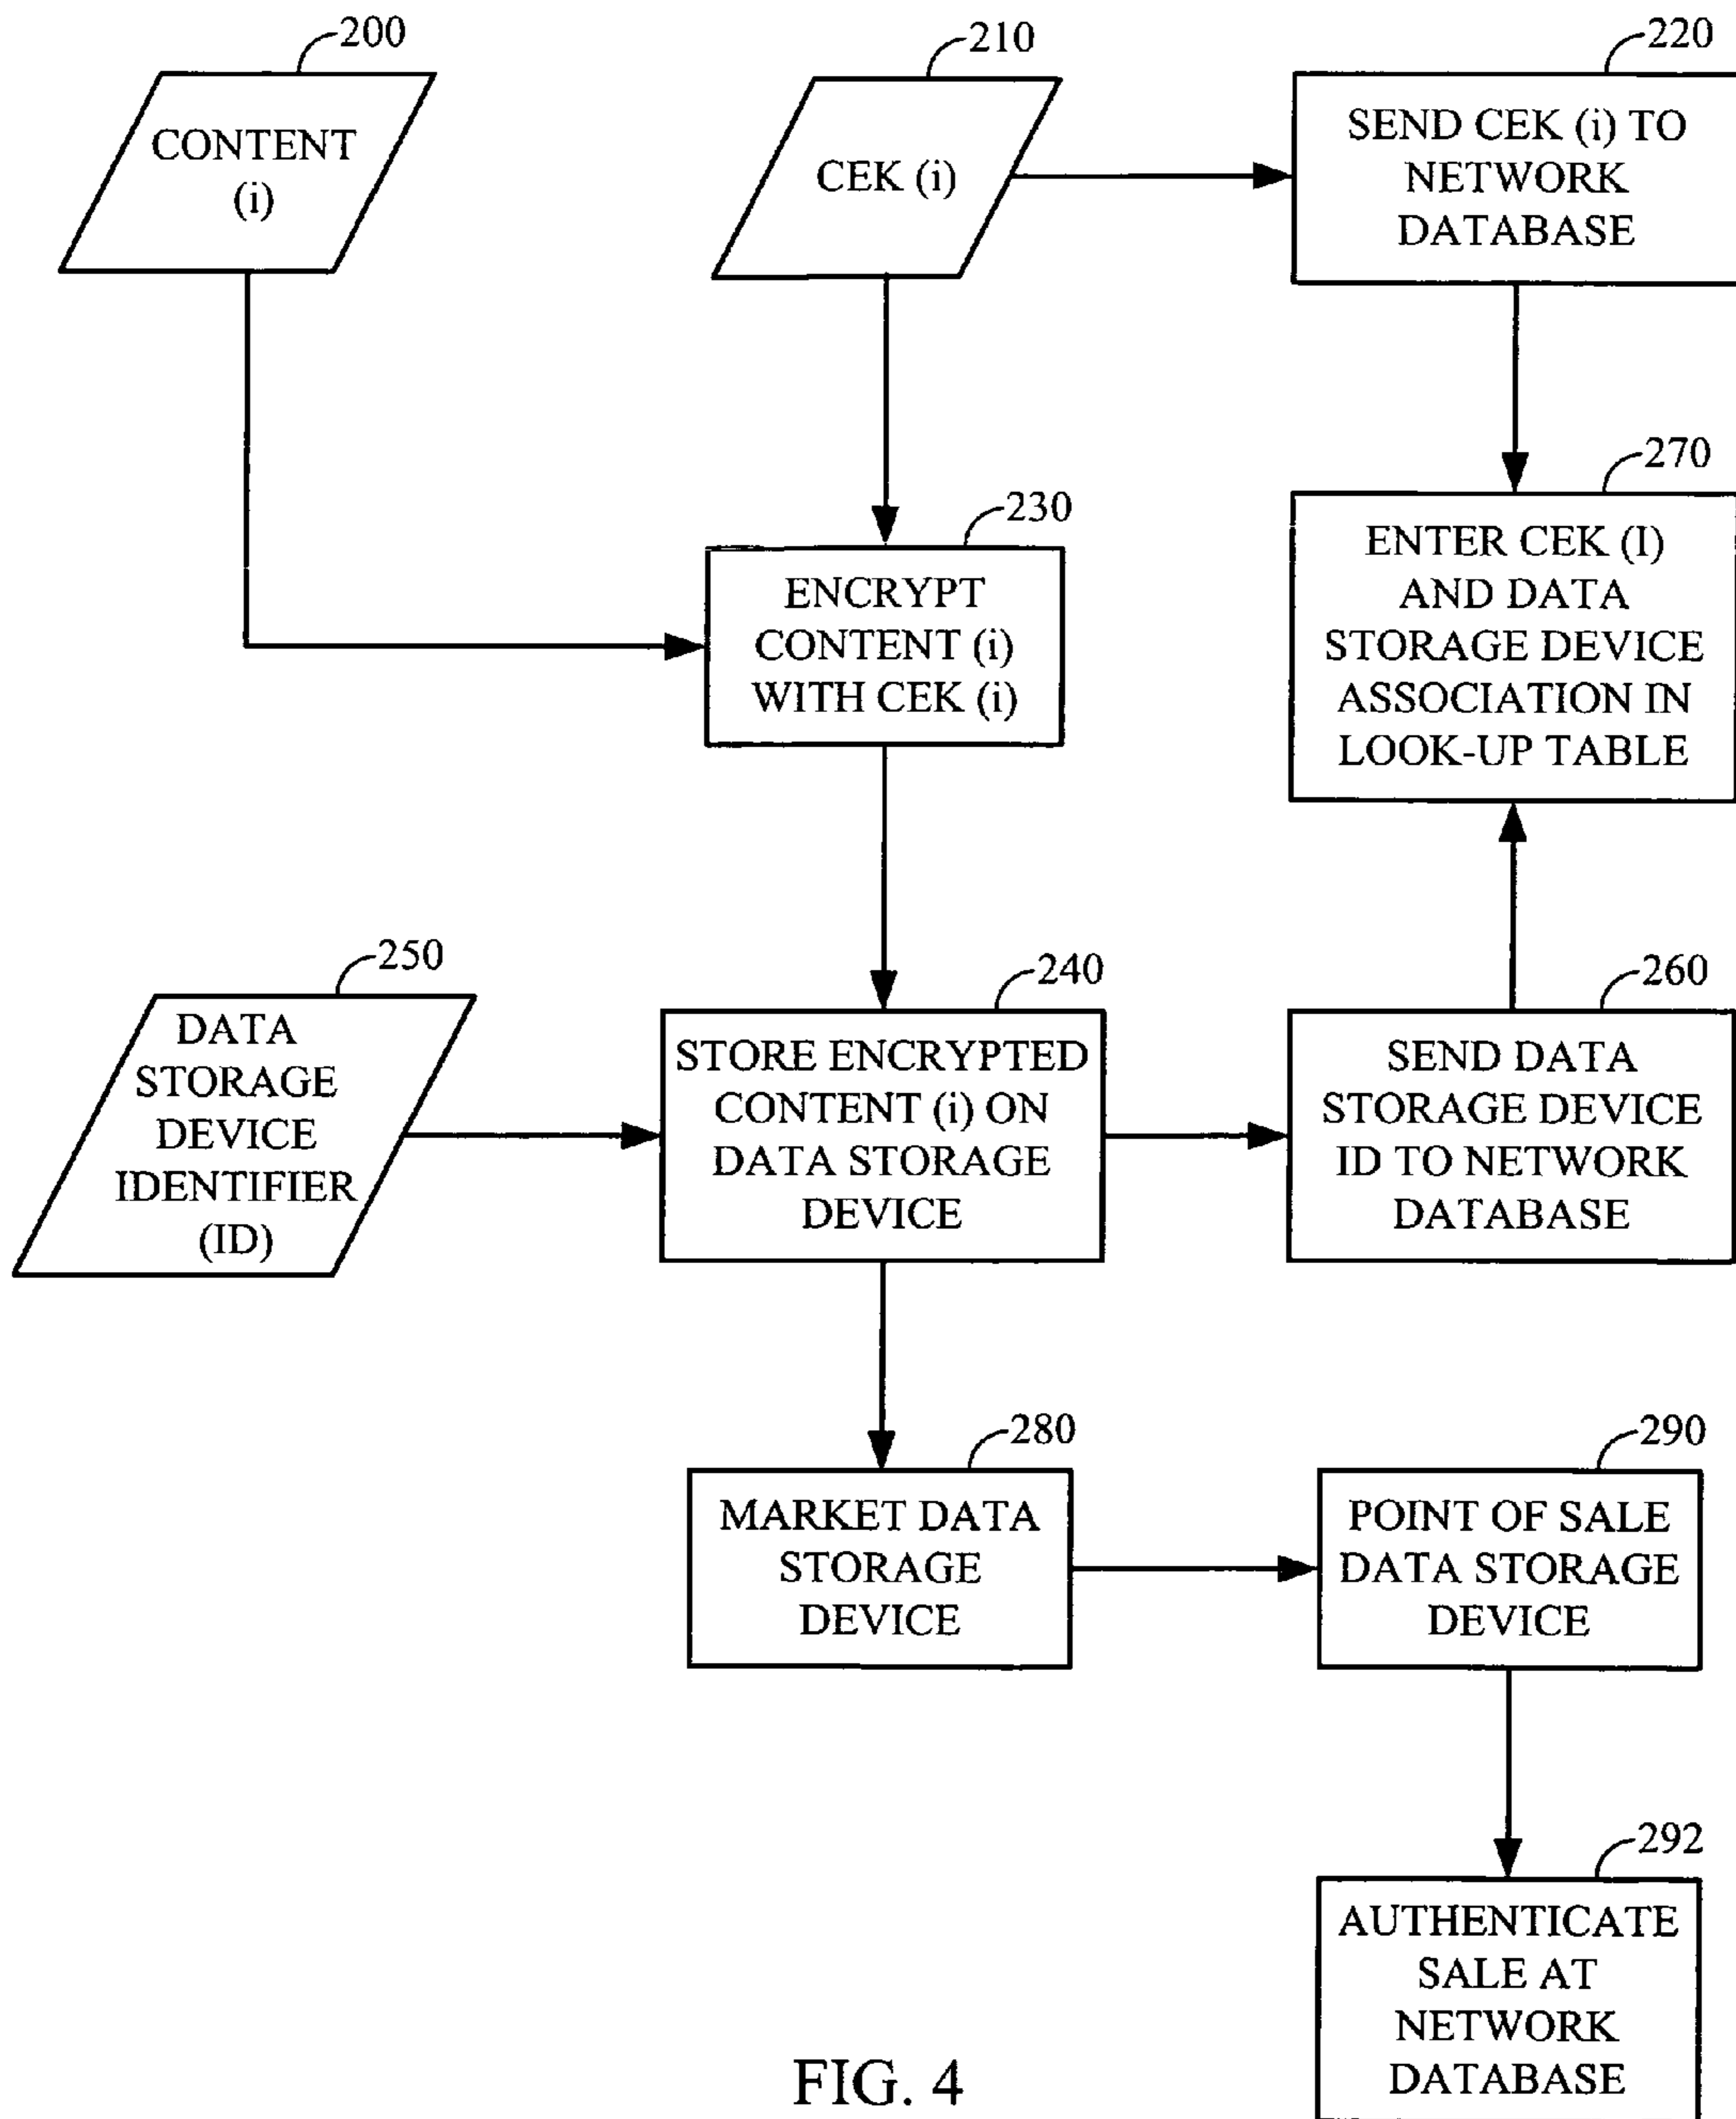 200
CONTENT
(i)
210
CEK (i)
220
SEND CEK (i) TO
NETWORK
DATABASE
230
ENCRYPT
CONTENT (i)
WITH CEK (i)
270
ENTER CEK (I)
AND DATA
STORAGE DEVICE
ASSOCIATION IN
LOOK-UP TABLE
250
DATA
STORAGE
DEVICE
IDENTIFIER
(ID)
240
STORE ENCRYPTED
CONTENT (i) ON
DATA STORAGE
DEVICE
260
SEND DATA
STORAGE DEVICE
ID TO NETWORK
DATABASE
280
MARKET DATA
STORAGE
DEVICE
290
POINT OF SALE
DATA STORAGE
DEVICE
292
AUTHENTICATE
SALE AT
NETWORK
DATABASE
FIG. 4